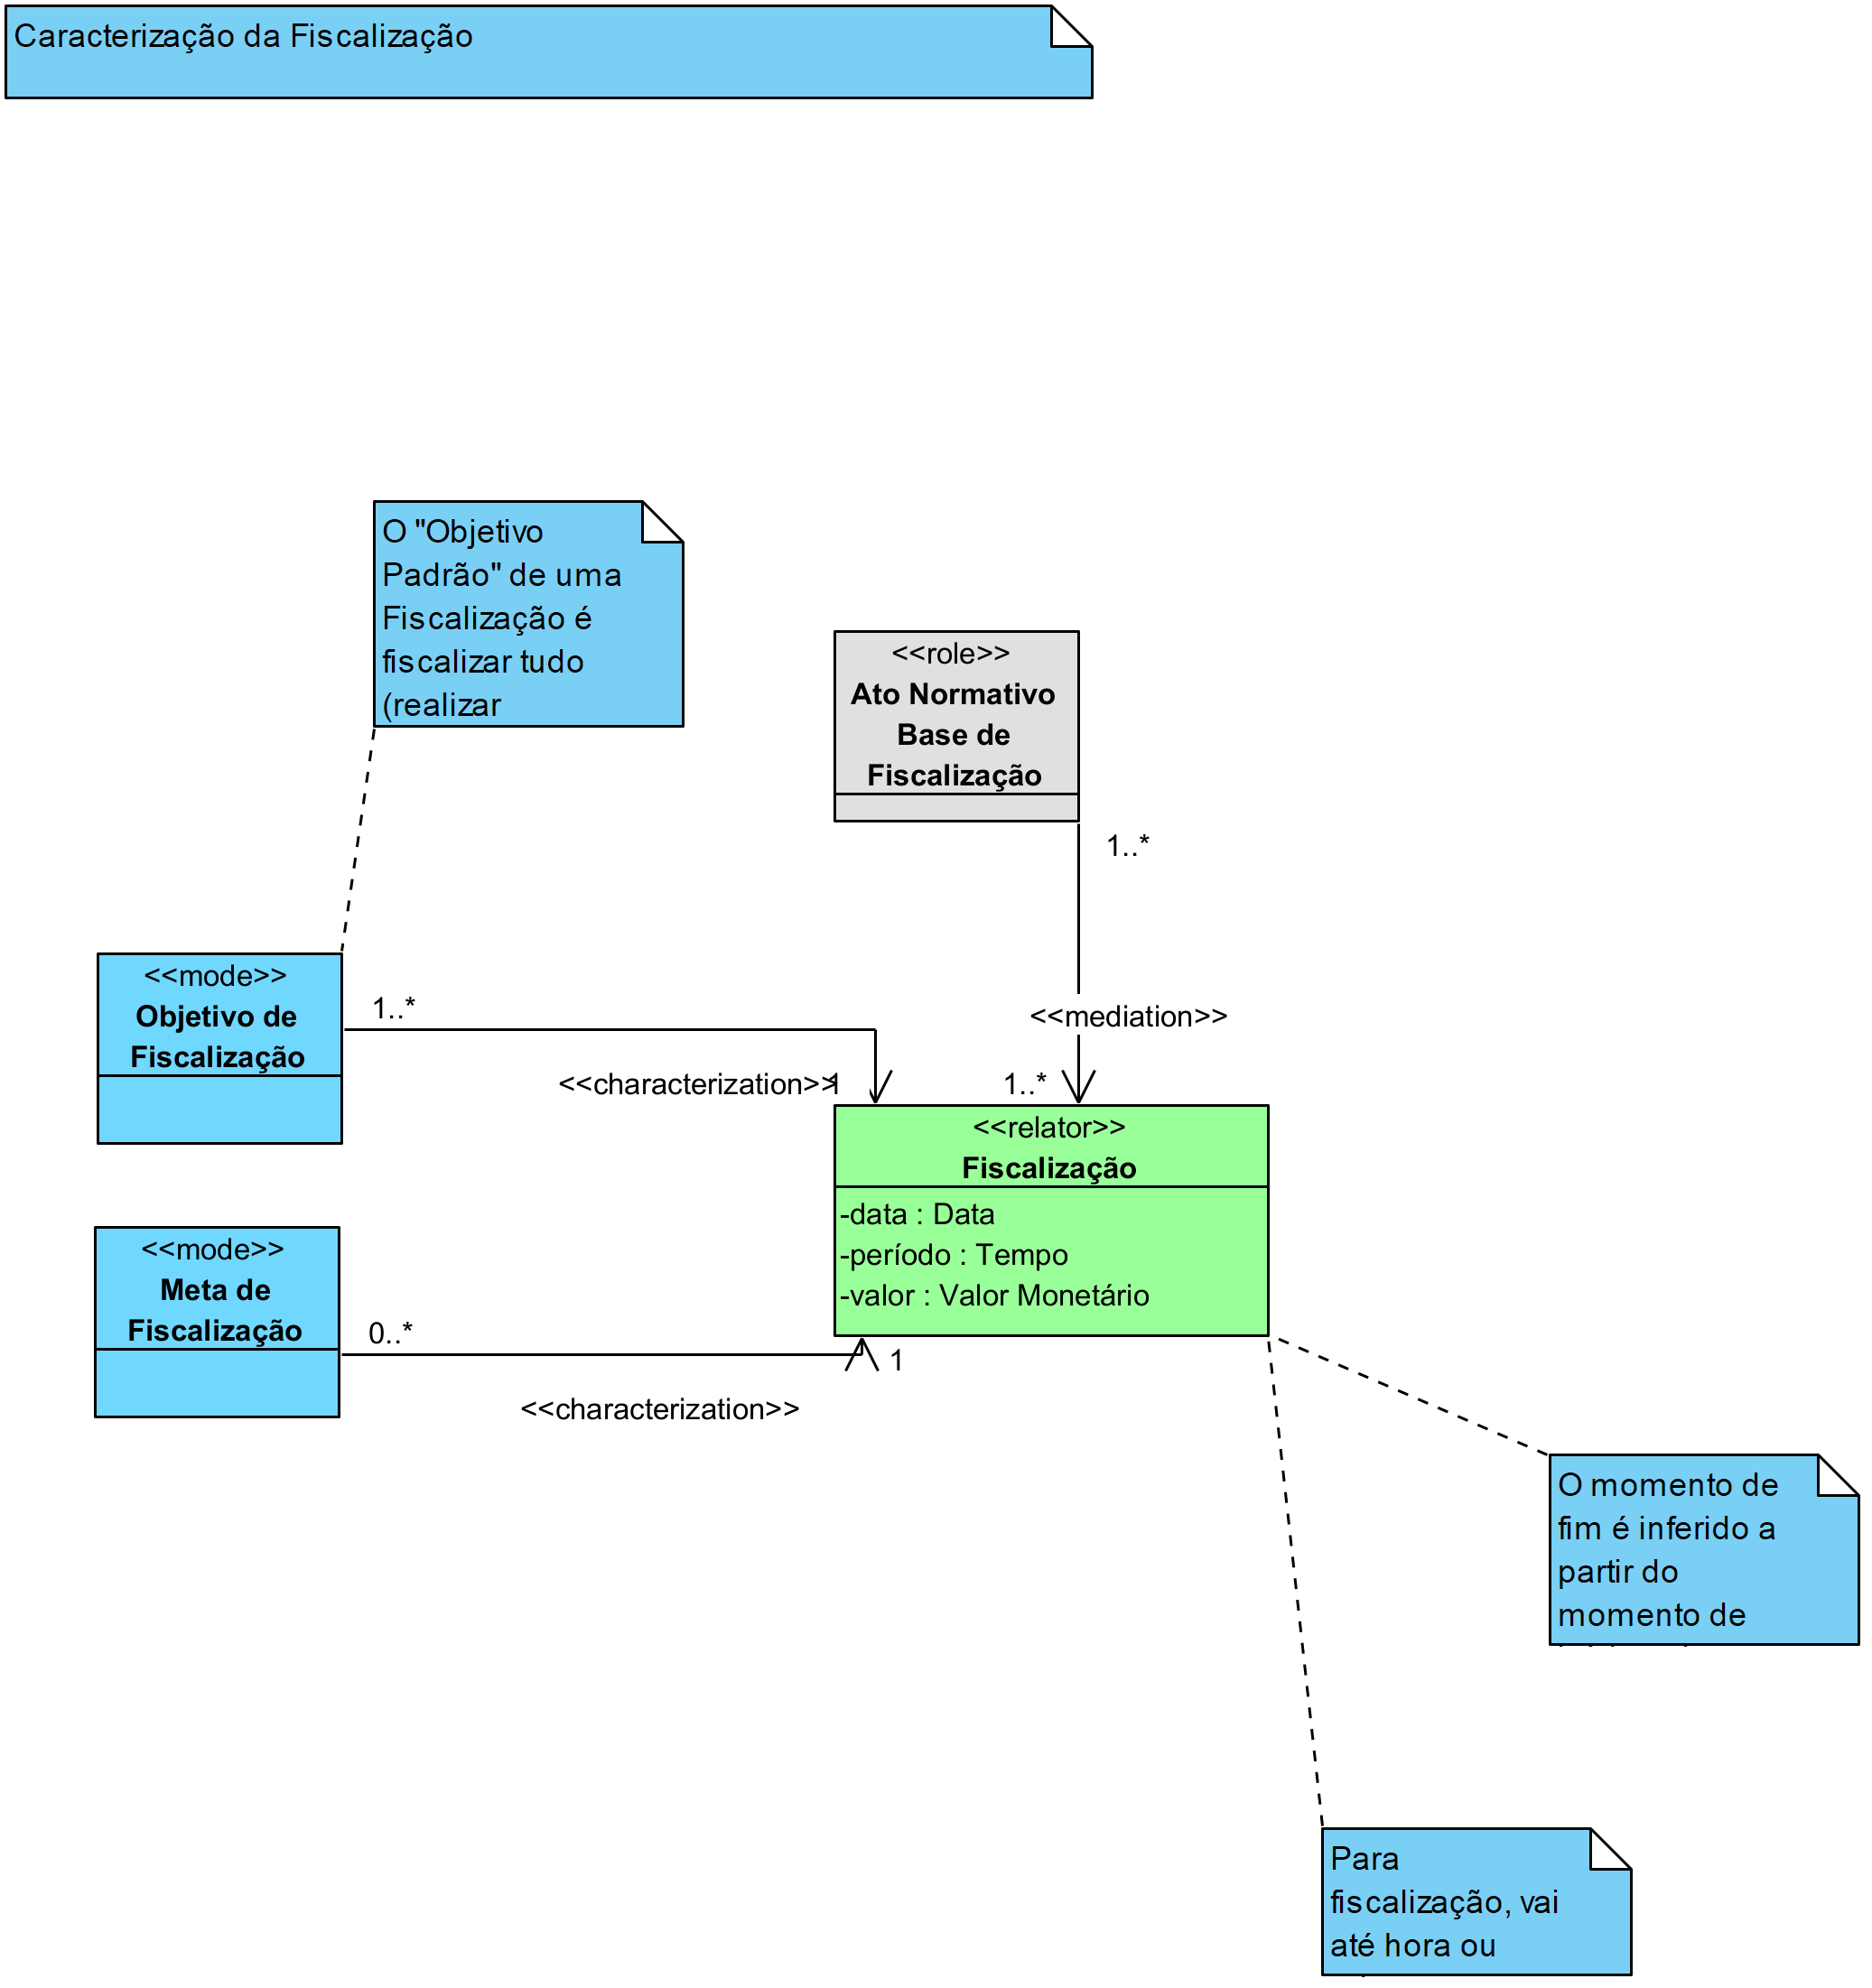 Caracterização da Fiscalização
O "Objetivo
Padrão" de uma
Fiscalização é
fiscalizar tudo
(realizar
<<role>>
Ato Normativo
Base de
Fiscalização
1..*
<<mode>>
Objetivo de
Fiscalização
1..*
<<mediation>>
<<characterization>>
1
1..*
<<relator>>
Fiscalização
-data : Data
-período : Tempo
-valor : Valor Monetário
<<mode>>
Meta de
Fiscalização
0..*
1
<<characterization>>
O momento de
fim é inferido a
partir do
momento de
Para
fiscalização, vai
até hora ou